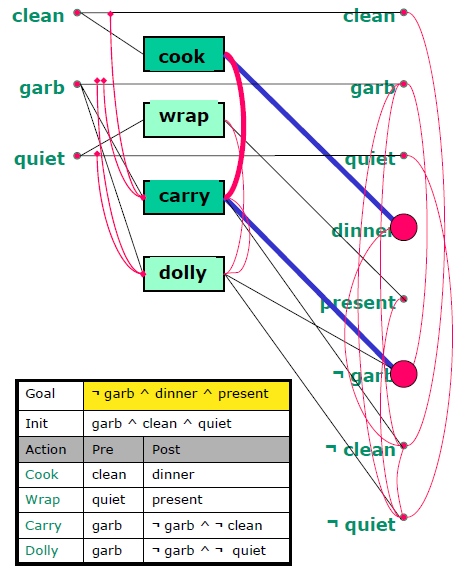 clean
garb
quiet
cook
wrap
carry
dolly
clean
garb
quiet
dinner
present
¬ garb
¬ clean
¬ quiet
Goal ¬ garb ^ dinner ^ present
Init garb ^ clean ^ quiet
Action Pre Post
Cook clean dinner
Wrap quiet present
Carry garb ¬ garb ^ ¬ clean
Dolly garb ¬ garb ^ ¬ quiet